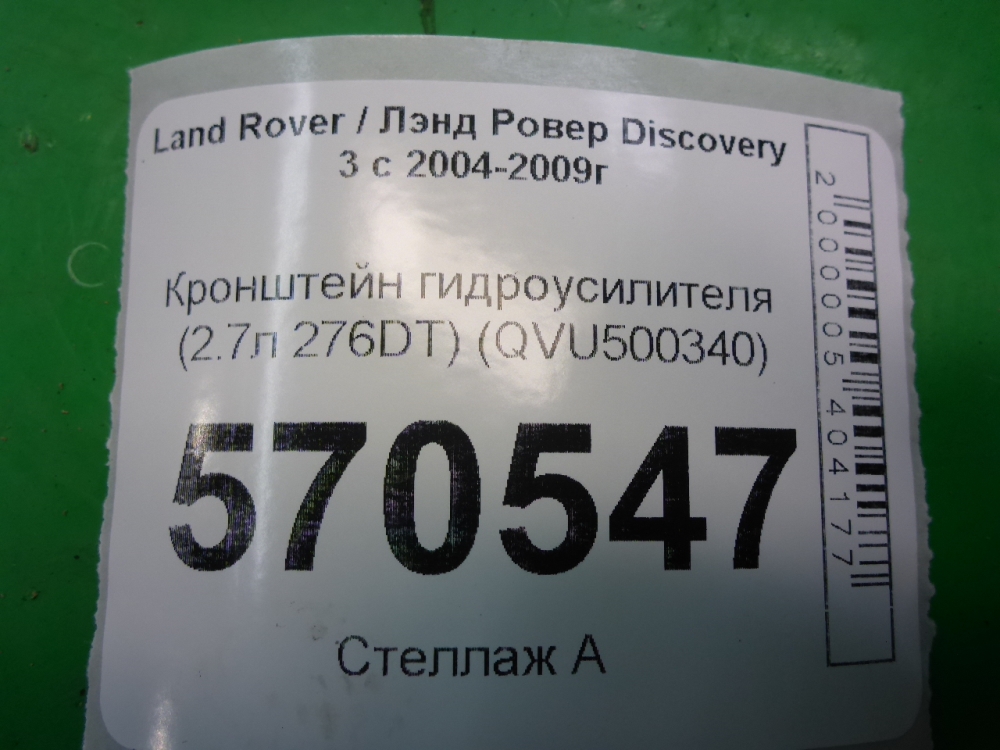 Land Rover / Лэнд Ровер Discovery
3 с 2004-2009г
Кронштейн гидроусилителя
(2.7л 276DT) (QVU500340)
570547
Стеллаж А
2000005404177